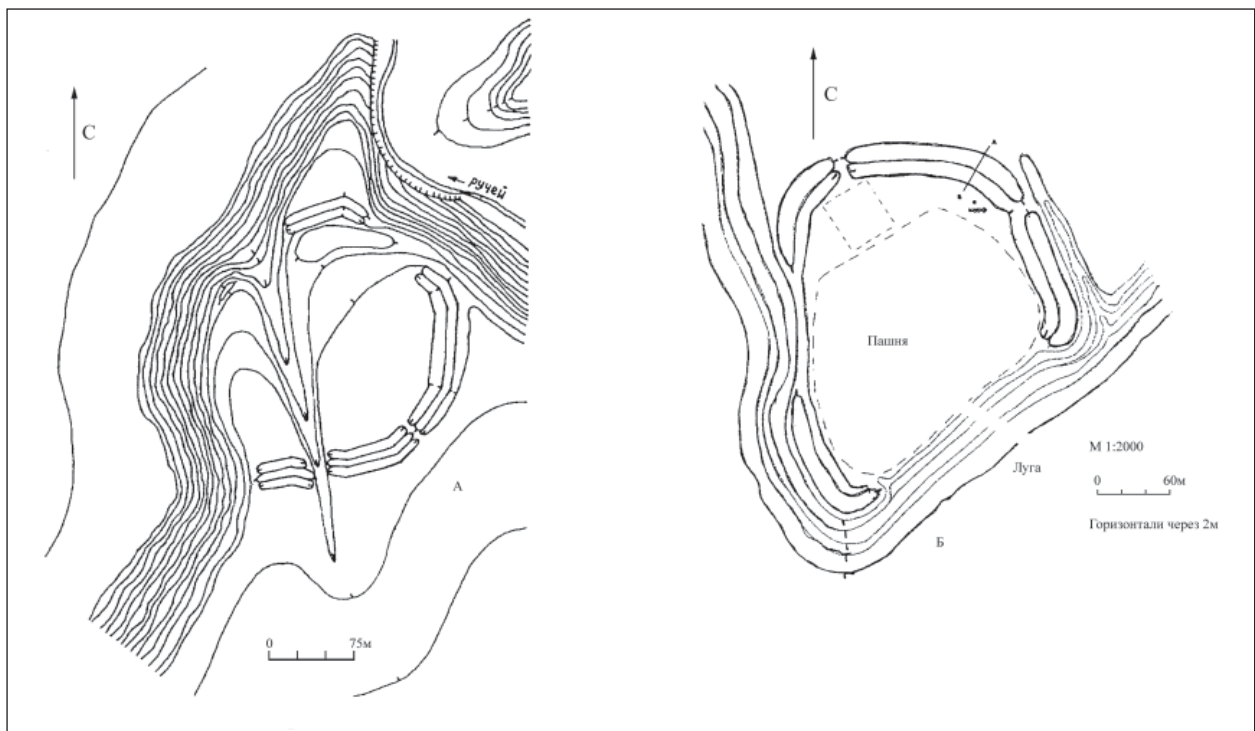 С
ручей
А
0 75м
С
Пашня
Луга
Б
М 1:2000
0 60м
Горизонтали через 2м